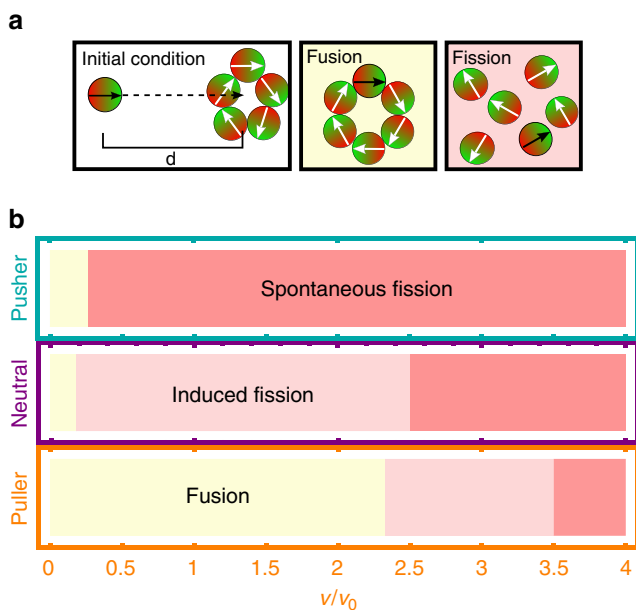 a
Initial condition
Fusion
Fission
d
b
Pusher
Spontaneous fission
Neutral
Induced fission
Puller
Fusion
0 0.5 1 1.5 2 2.5 3 3.5 4
v/v₀